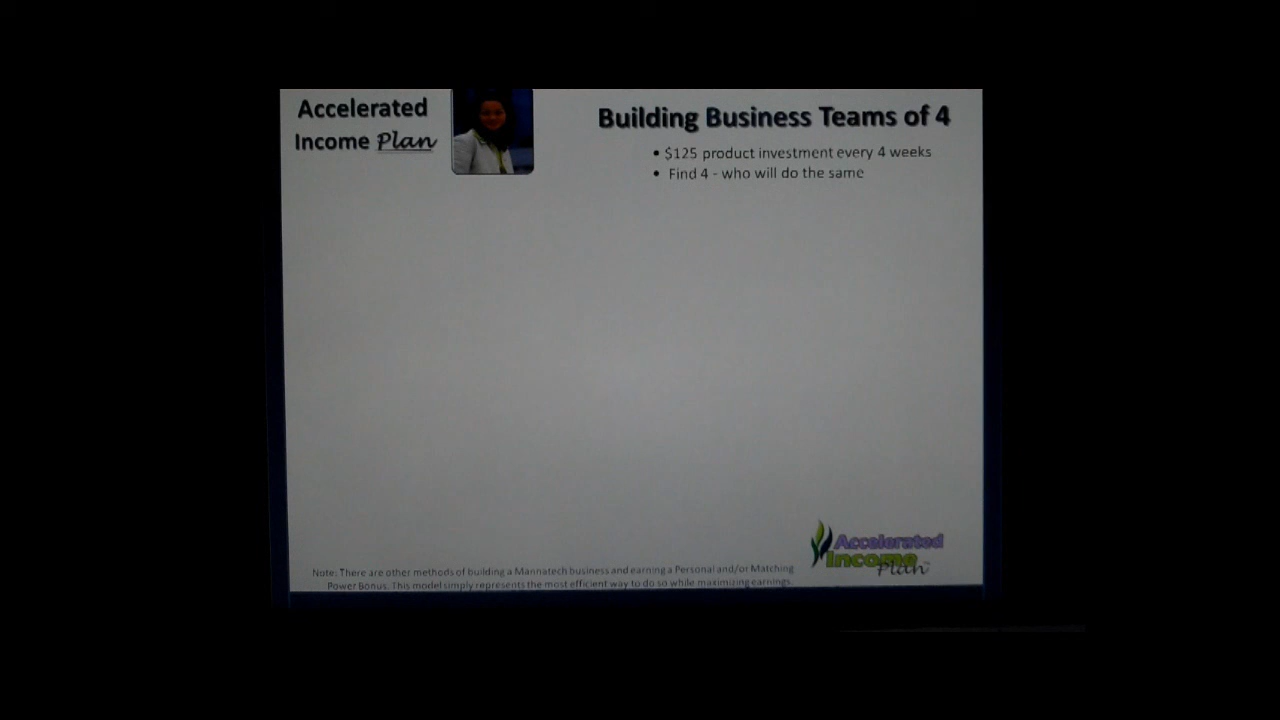 Accelerated
Income Plan
Building Business Teams of 4
• $125 product investment every 4 weeks
• Find 4 - who will do the same
Accelerated
Income
Plan
Note: There are other methods of building a Mannatech business and earning a Personal and/or Matching
Power Bonus. This model simply represents the most efficient way to do so while maximizing earnings.